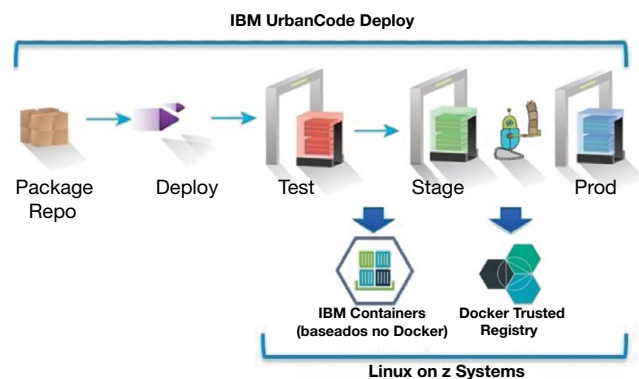 IBM UrbanCode Deploy
Package
Repo
Deploy
Test
Stage
Prod
IBM Containers
(baseados no Docker)
Docker Trusted
Registry
Linux on z Systems